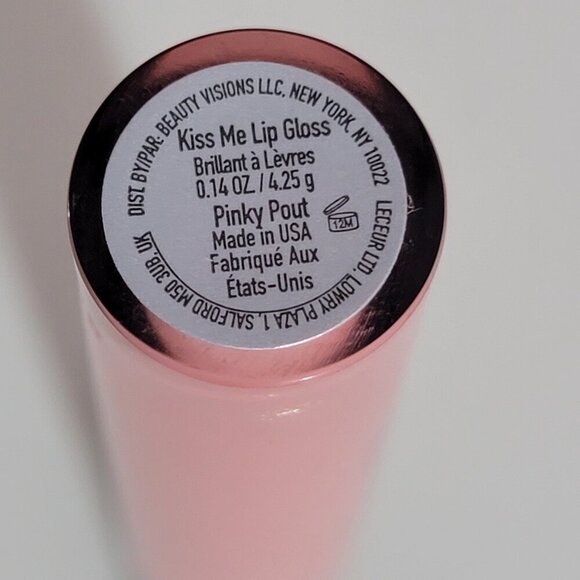 DIST. BY/PAR: BEAUTY VISIONS LLC, NEW YORK, NY 10022
LECEUR LTD, LOWRY PLAZA 1, SALFORD M50 3UB, UK
Kiss Me Lip Gloss
Brillant à Lèvres
0.14 OZ. / 4.25 g
Pinky Pout
12M
Made in USA
Fabriqué Aux
États-Unis